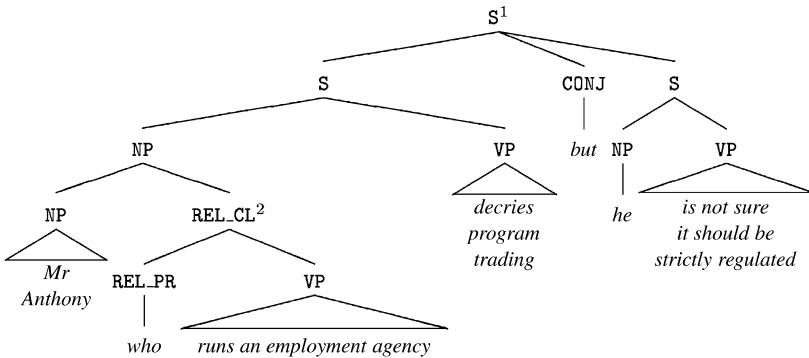 S¹
S CONJ S
NP VP but NP VP
NP REL_CL² decries program trading he is not sure it should be strictly regulated
Mr Anthony REL_PR VP
who runs an employment agency